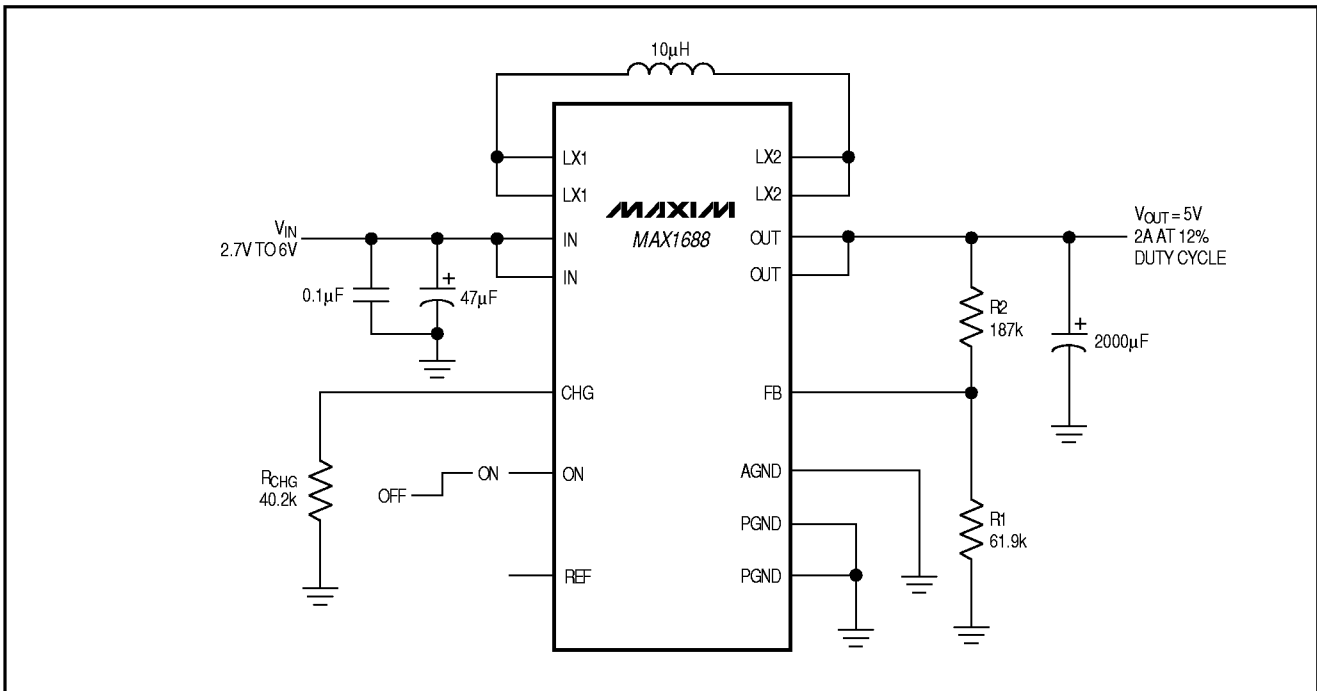 10µH
LX1
LX1
LX2
LX2
MAXIM
MAX1688
VIN
2.7V TO 6V
IN
IN
OUT
OUT
VOUT = 5V
2A AT 12%
DUTY CYCLE
0.1µF
+
47µF
R2
187k
+
2000µF
CHG
FB
RCHG
40.2k
OFF
ON
ON
AGND
PGND
R1
61.9k
REF
PGND